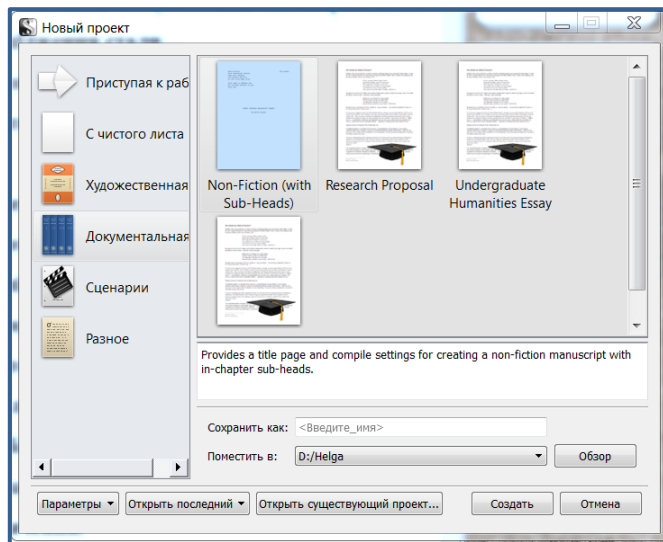 Новый проект
Приступая к раб
С чистого листа
Художественная
Документальная
Сценарии
Разное
Non-Fiction (with
Sub-Heads)
Research Proposal
Undergraduate
Humanities Essay
Provides a title page and compile settings for creating a non-fiction manuscript with
in-chapter sub-heads.
Сохранить как: <Введите_имя>
Поместить в: D:/Helga Обзор
Параметры Открыть последний Открыть существующий проект... Создать Отмена